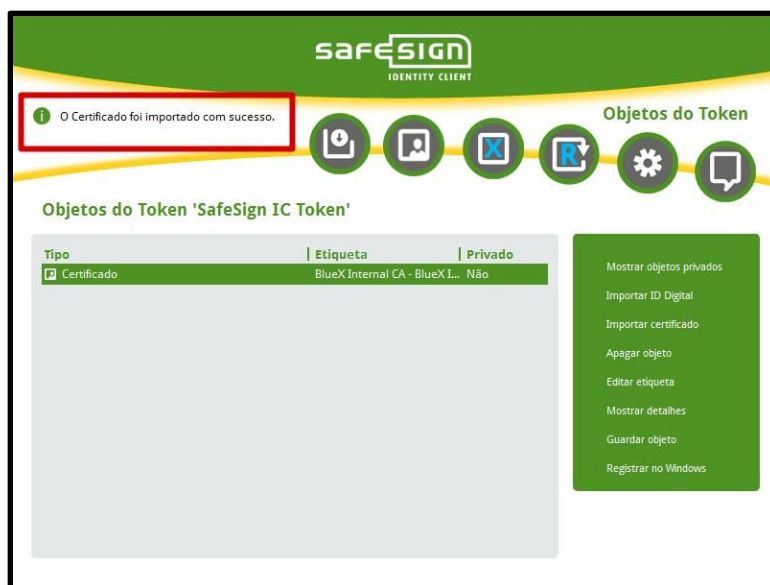 safesign
IDENTITY CLIENT
O Certificado foi importado com sucesso.
Objetos do Token
X
R
Objetos do Token 'SafeSign IC Token'
Tipo Etiqueta Privado
Certificado BlueX Internal CA - BlueX I... Não
Mostrar objetos privados
Importar ID Digital
Importar certificado
Apagar objeto
Editar etiqueta
Mostrar detalhes
Guardar objeto
Registrar no Windows